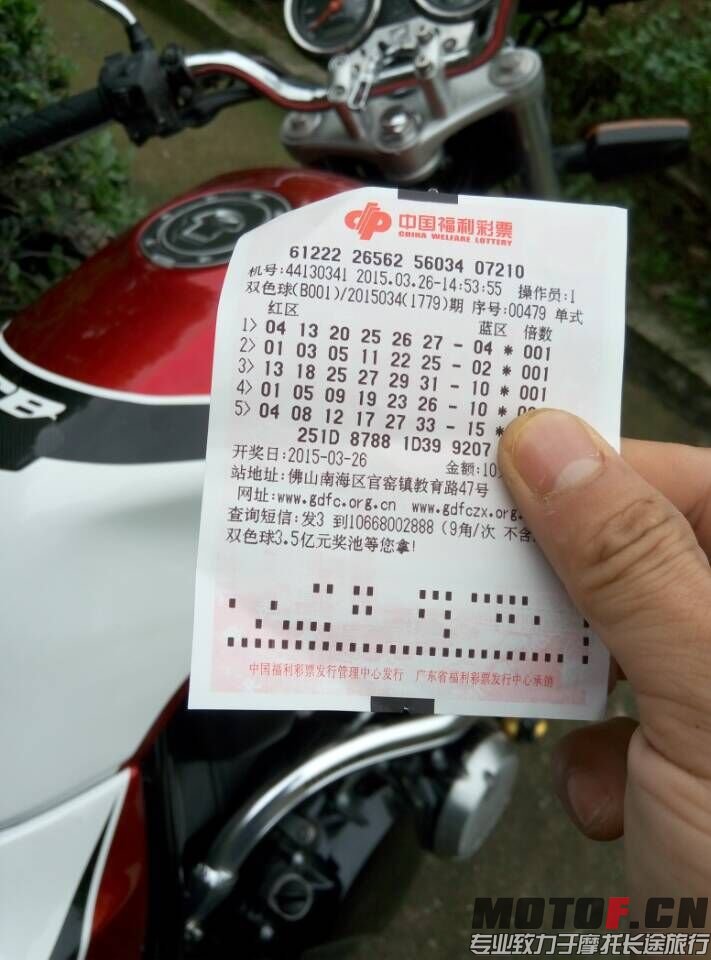 中国福利彩票
CHINA WELFARE LOTTERY
61222 26562 56034 07210
机号:44130341 2015.03.26-14:53:55 操作员:1
双色球(B001)/2015034(1779)期 序号:00479 单式
红区 蓝区 倍数
1> 04 13 20 25 26 27 - 04 * 001
2> 01 03 05 11 22 25 - 02 * 001
3> 13 18 25 27 29 31 - 10 * 001
4> 01 05 09 19 23 26 - 10 *
5> 04 08 12 17 27 33 - 15 *
251D 8788 1D39 9207
开奖日:2015-03-26 金额:10
站地址:佛山南海区官窑镇教育路47号
网址:www.gdfc.org.cn www.gdfczx.org.
查询短信:发3 到10668002888 (9角/次 不含
双色球3.5亿元奖池等您拿!
中国福利彩票发行管理中心发行 广东省福利彩票发行中心承销
MOTOF.CN
专业致力于摩托长途旅行